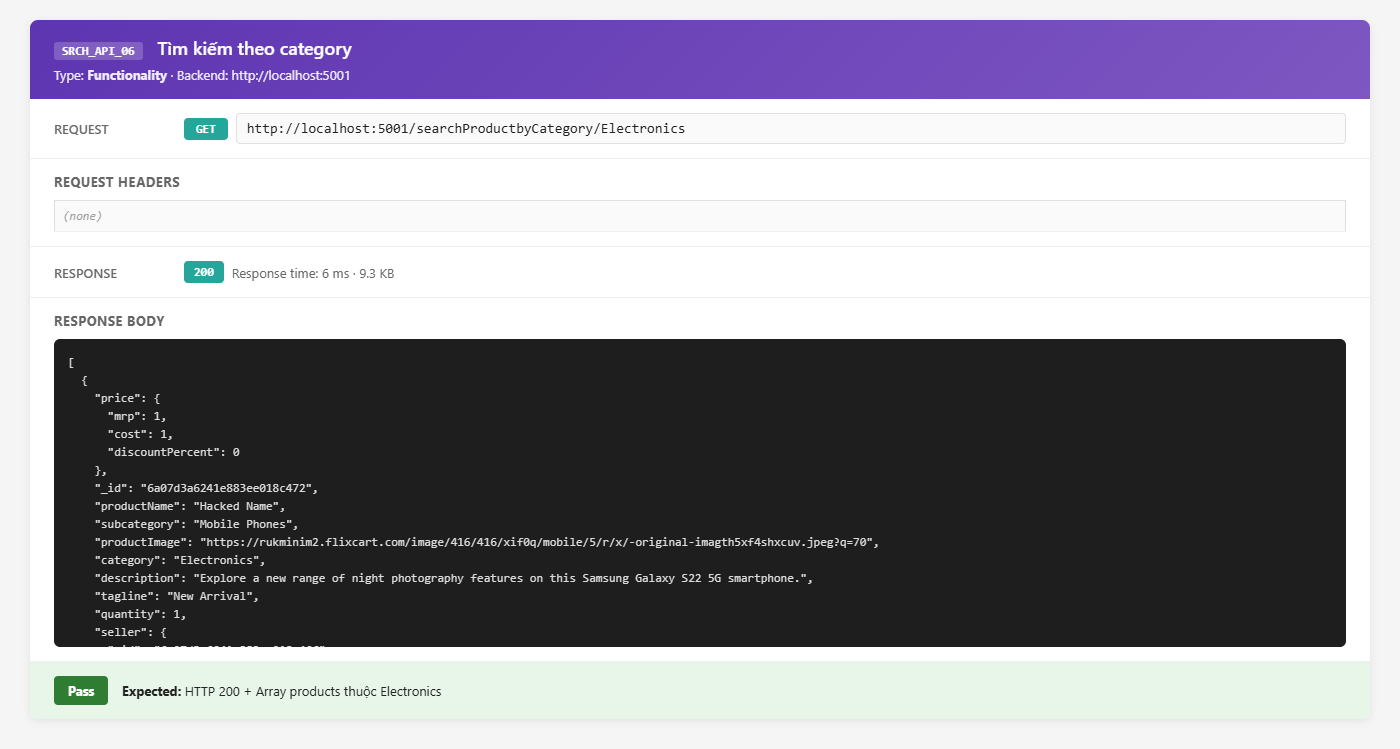 SRCH_API_06 Tìm kiếm theo category
Type: Functionality · Backend: http://localhost:5001
REQUEST GET http://localhost:5001/searchProductbyCategory/Electronics
REQUEST HEADERS
(none)
RESPONSE 200 Response time: 6 ms · 9.3 KB
RESPONSE BODY
[
{
"price": {
"mrp": 1,
"cost": 1,
"discountPercent": 0
},
"_id": "6a07d3a6241e883ee018c472",
"productName": "Hacked Name",
"subcategory": "Mobile Phones",
"productImage": "https://rukminim2.flixcart.com/image/416/416/xif0q/mobile/5/r/x/-original-imagth5xf4shxcuv.jpeg?q=70",
"category": "Electronics",
"description": "Explore a new range of night photography features on this Samsung Galaxy S22 5G smartphone.",
"tagline": "New Arrival",
"quantity": 1,
"seller": {
Pass Expected: HTTP 200 + Array products thuộc Electronics